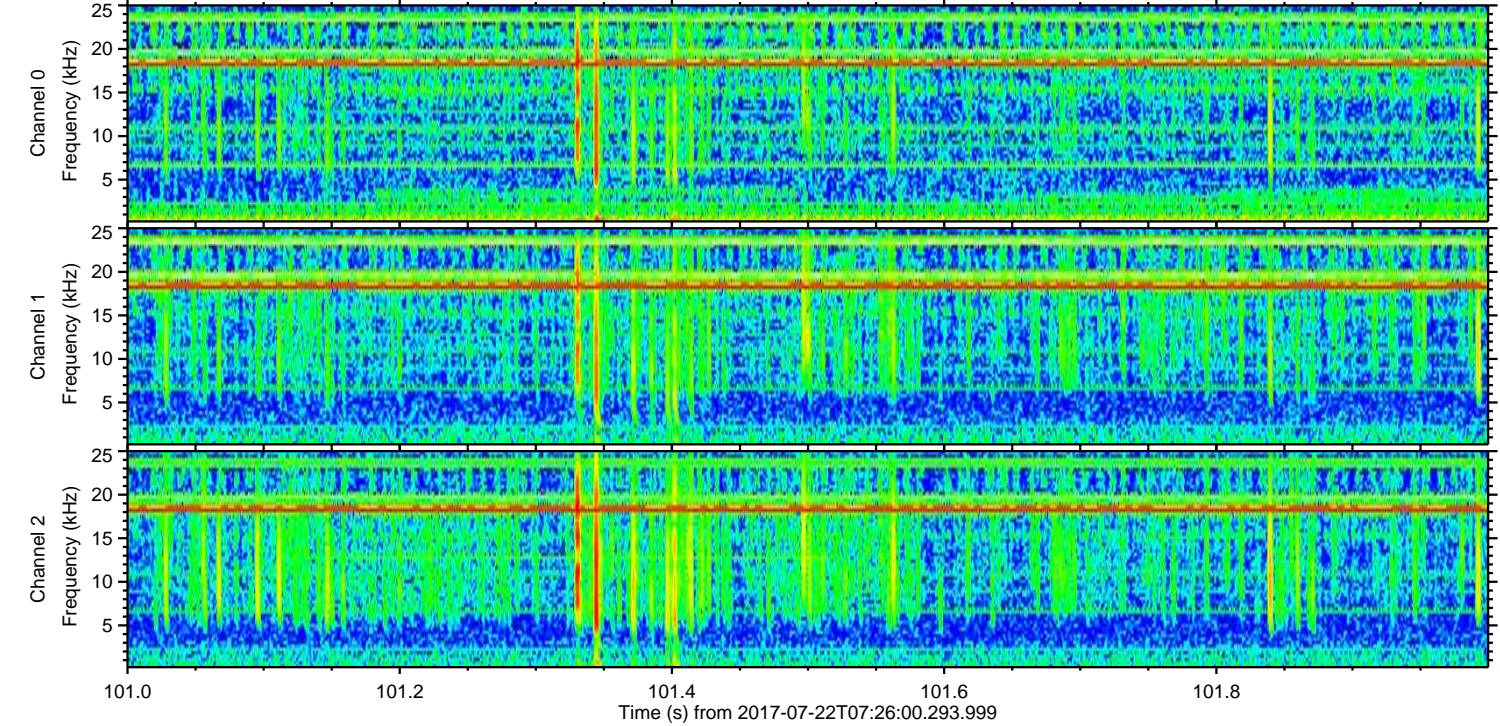 25
20
15
10
5
Channel 0
Frequency (kHz)
25
20
15
10
5
Channel 1
Frequency (kHz)
25
20
15
10
5
Channel 2
Frequency (kHz)
101.0 101.2 101.4 101.6 101.8
Time (s) from 2017-07-22T07:26:00.293.999